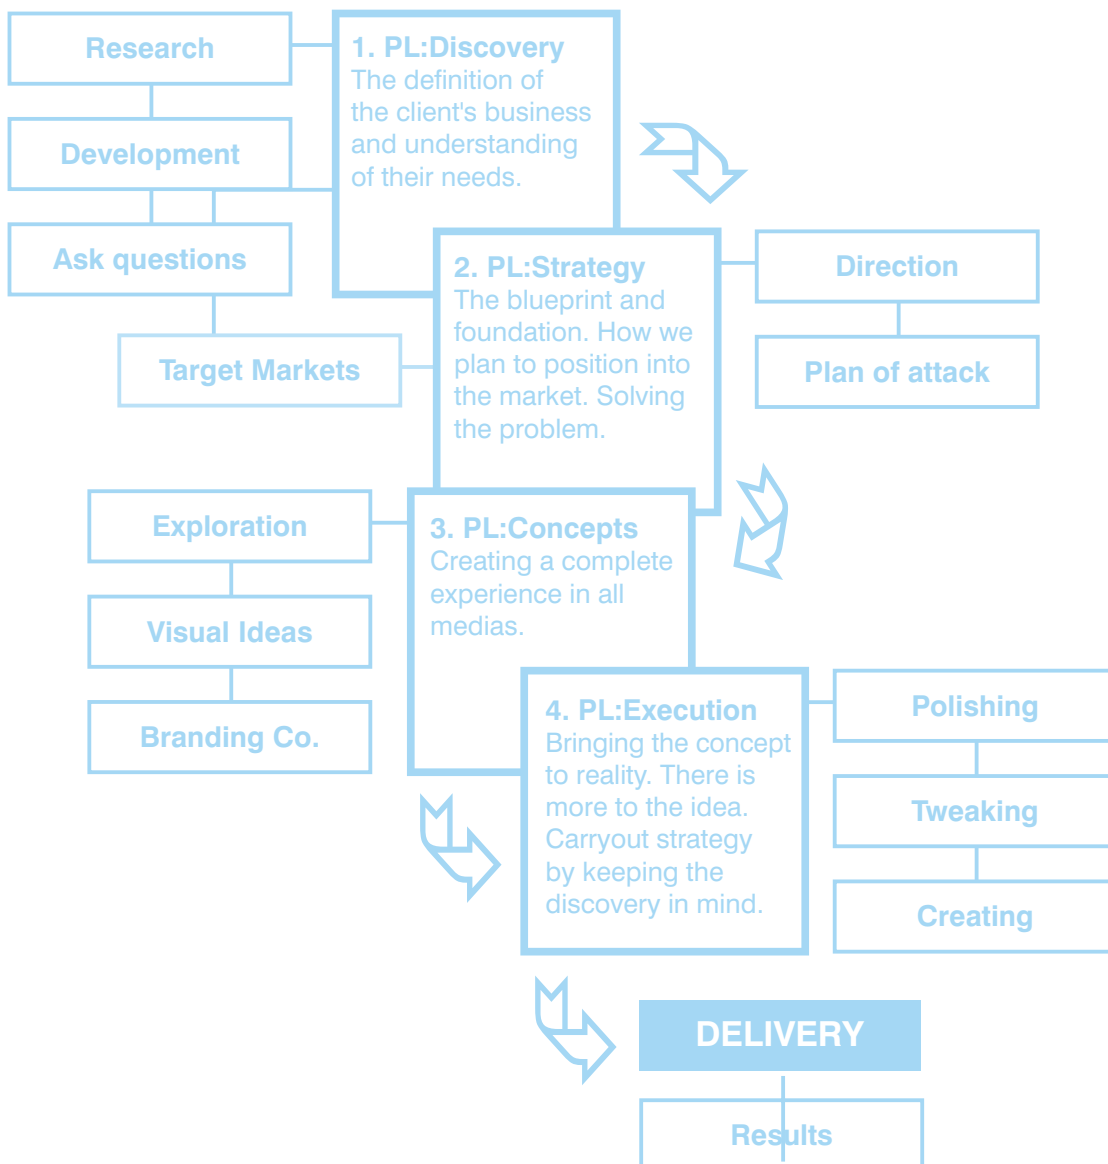 Research
Development
Ask questions
Target Markets
1. PL:Discovery
The definition of
the client's business
and understanding
of their needs.
2. PL:Strategy
The blueprint and
foundation. How we
plan to position into
the market. Solving
the problem.
Direction
Plan of attack
Exploration
Visual Ideas
Branding Co.
3. PL:Concepts
Creating a complete
experience in all
medias.
4. PL:Execution
Bringing the concept
to reality. There is
more to the idea.
Carryout strategy
by keeping the
discovery in mind.
Polishing
Tweaking
Creating
DELIVERY
Results